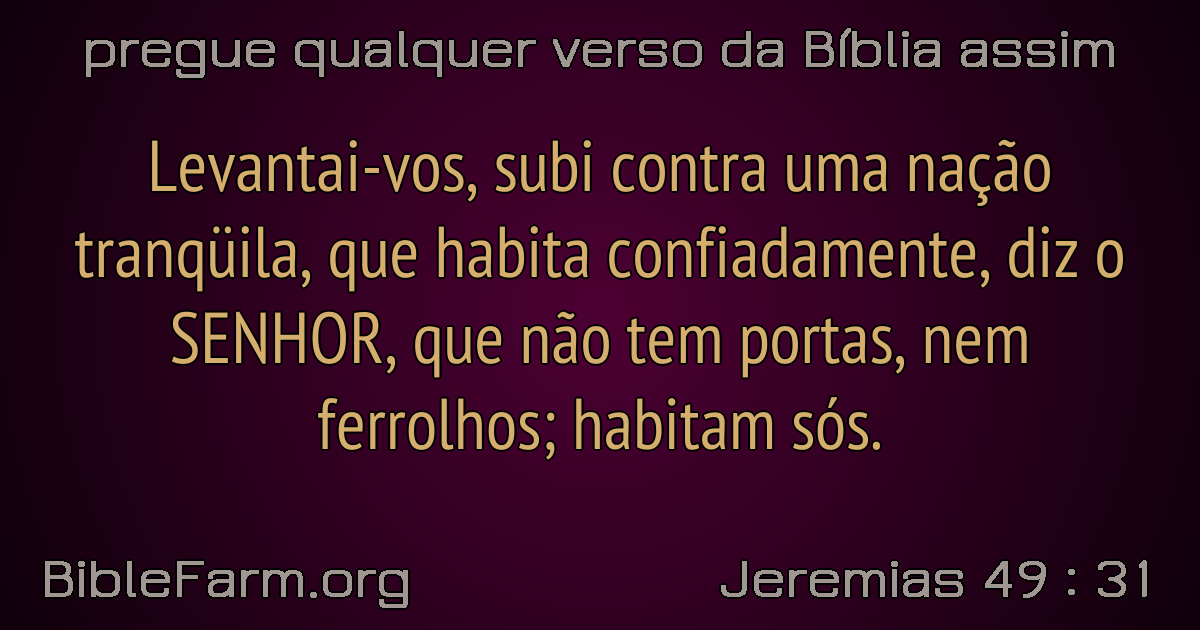 pregue qualquer verso da Bíblia assim
Levantai-vos, subi contra uma nação
tranqüila, que habita confiadamente, diz o
SENHOR, que não tem portas, nem
ferrolhos; habitam sós.
BibleFarm.org
Jeremias 49 : 31